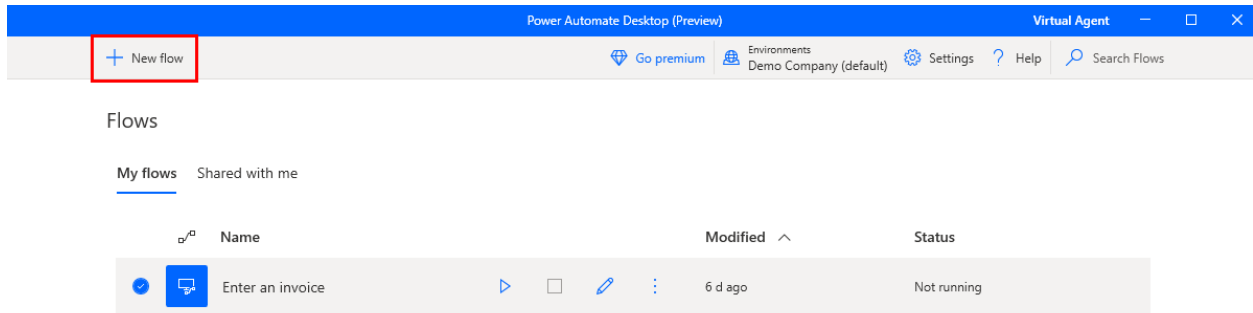 Power Automate Desktop (Preview) Virtual Agent
New flow Go premium Environments Settings Help Search Flows
Demo Company (default)
Flows
My flows Shared with me
Name Modified Status
Enter an invoice 6 d ago Not running